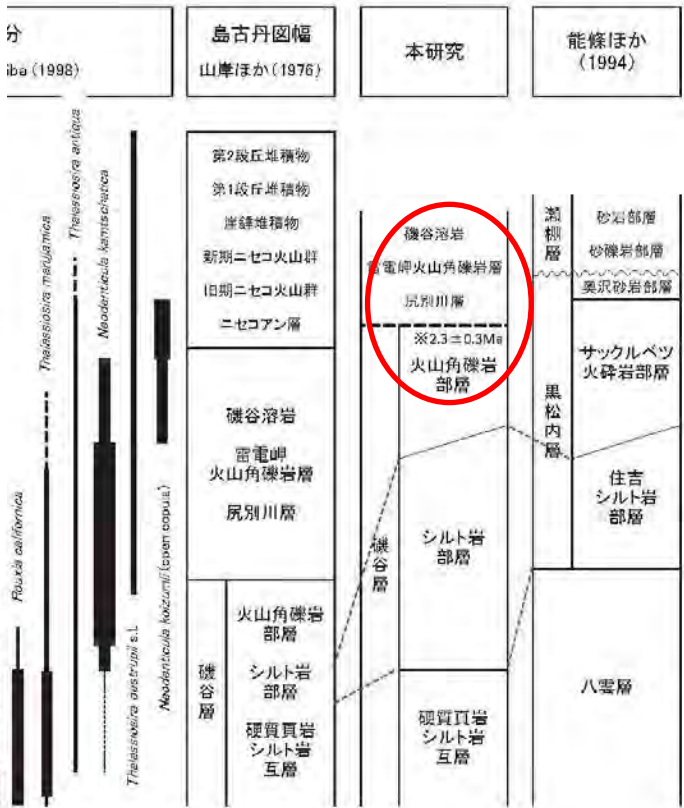 分
iba (1998)
島古丹図幅
山岸ほか(1976)
本研究
能條ほか
(1994)
Rouxia californica
Thalassiosira marujamica
Thalassiosira antiqua
Neodenticula kamtschatica
Thalassiosira oestrupii s.l.
Neodenticula koizumii (open copula)
第2段丘堆積物
第1段丘堆積物
崖錐堆積物
新期ニセコ火山群
旧期ニセコ火山群
ニセコアン層
磯谷溶岩
雷電岬
火山角礫岩層
尻別川層
磯谷層
火山角礫岩
部層
シルト岩
部層
硬質頁岩
シルト岩
互層
磯谷溶岩
雷電岬火山角礫岩層
尻別川層
※2.3±0.3Ma
火山角礫岩
部層
磯谷層
シルト岩
部層
硬質頁岩
シルト岩
互層
瀬棚層
砂岩部層
砂礫岩部層
奥沢砂岩部層
黒松内層
サックルベツ
火砕岩部層
住吉
シルト岩
部層
八雲層